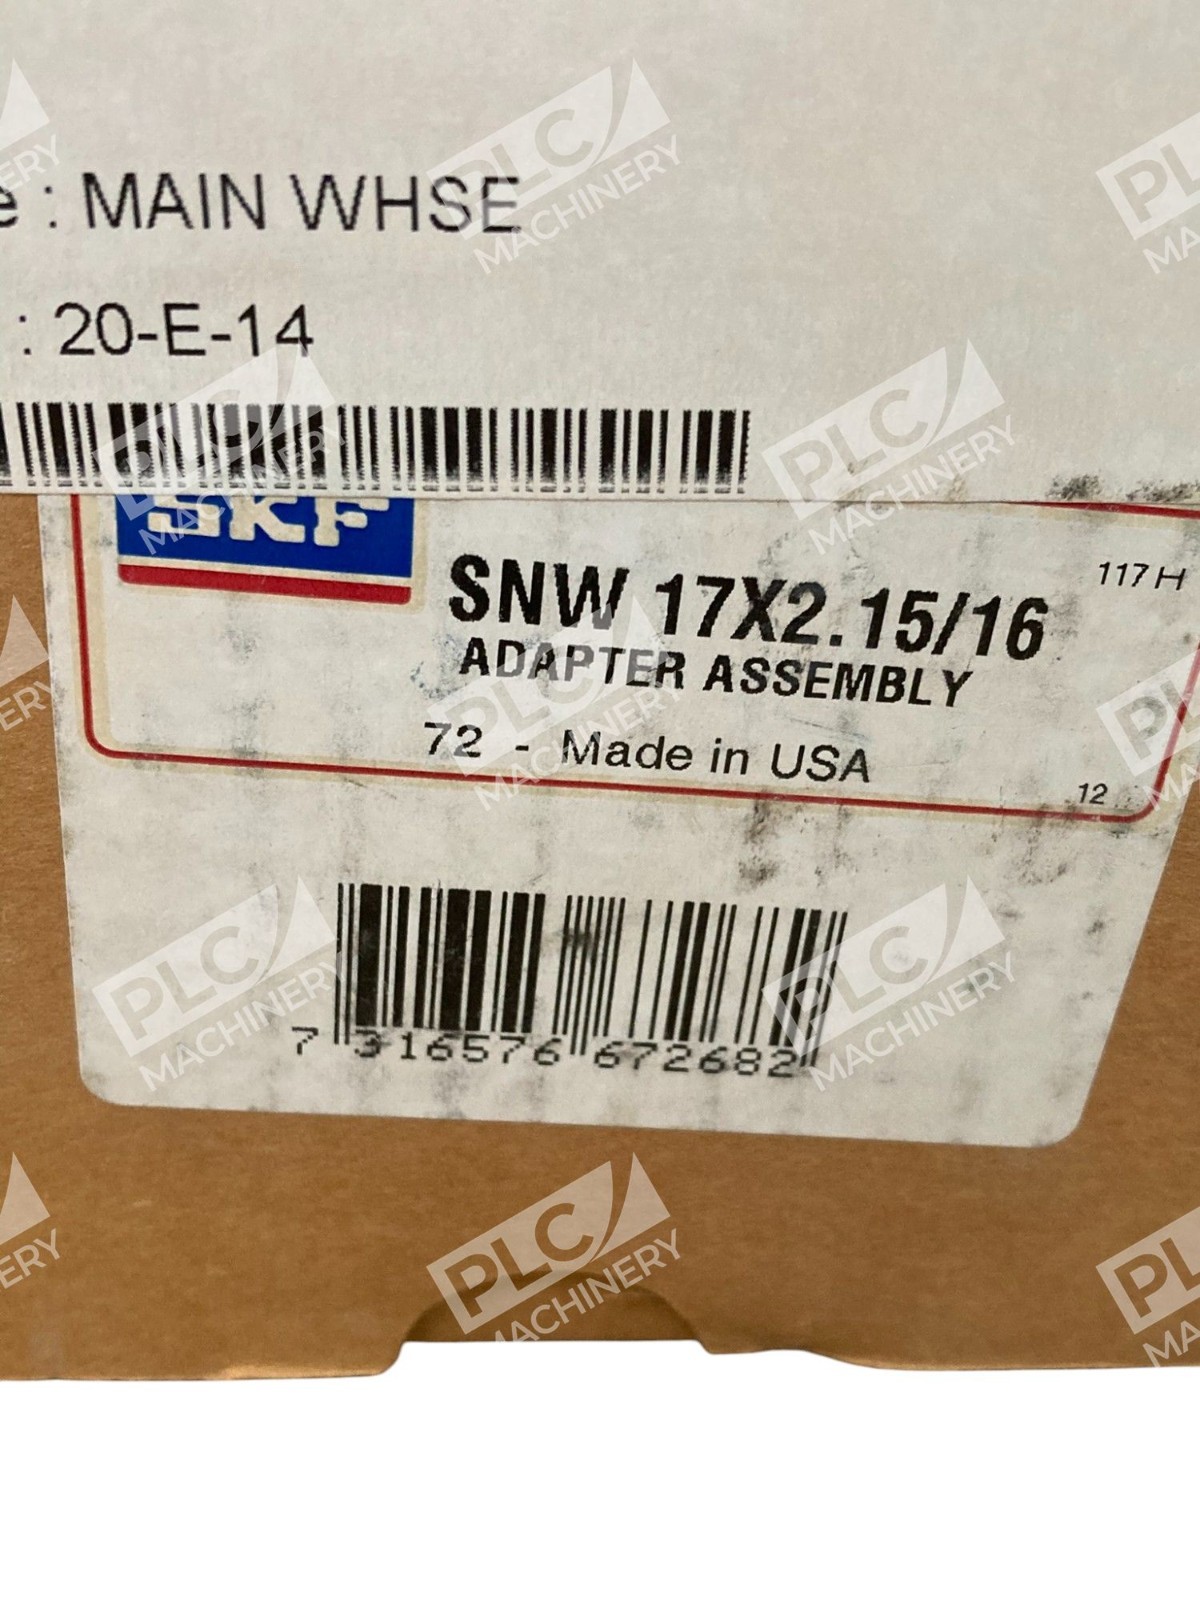 e : MAIN WHSE
: 20-E-14
SKF
SNW 17X2.15/16
117H
ADAPTER ASSEMBLY
72 - Made in USA
12
7 316576 672682
PLC MACHINERY